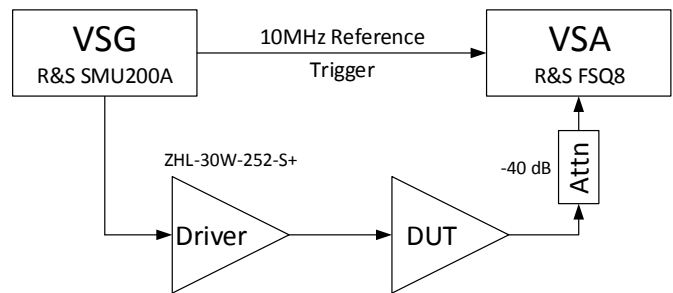 VSG
R&S SMU200A
10MHz Reference
Trigger
VSA
R&S FSQ8
ZHL-30W-252-S+
-40 dB
Attn
Driver
DUT